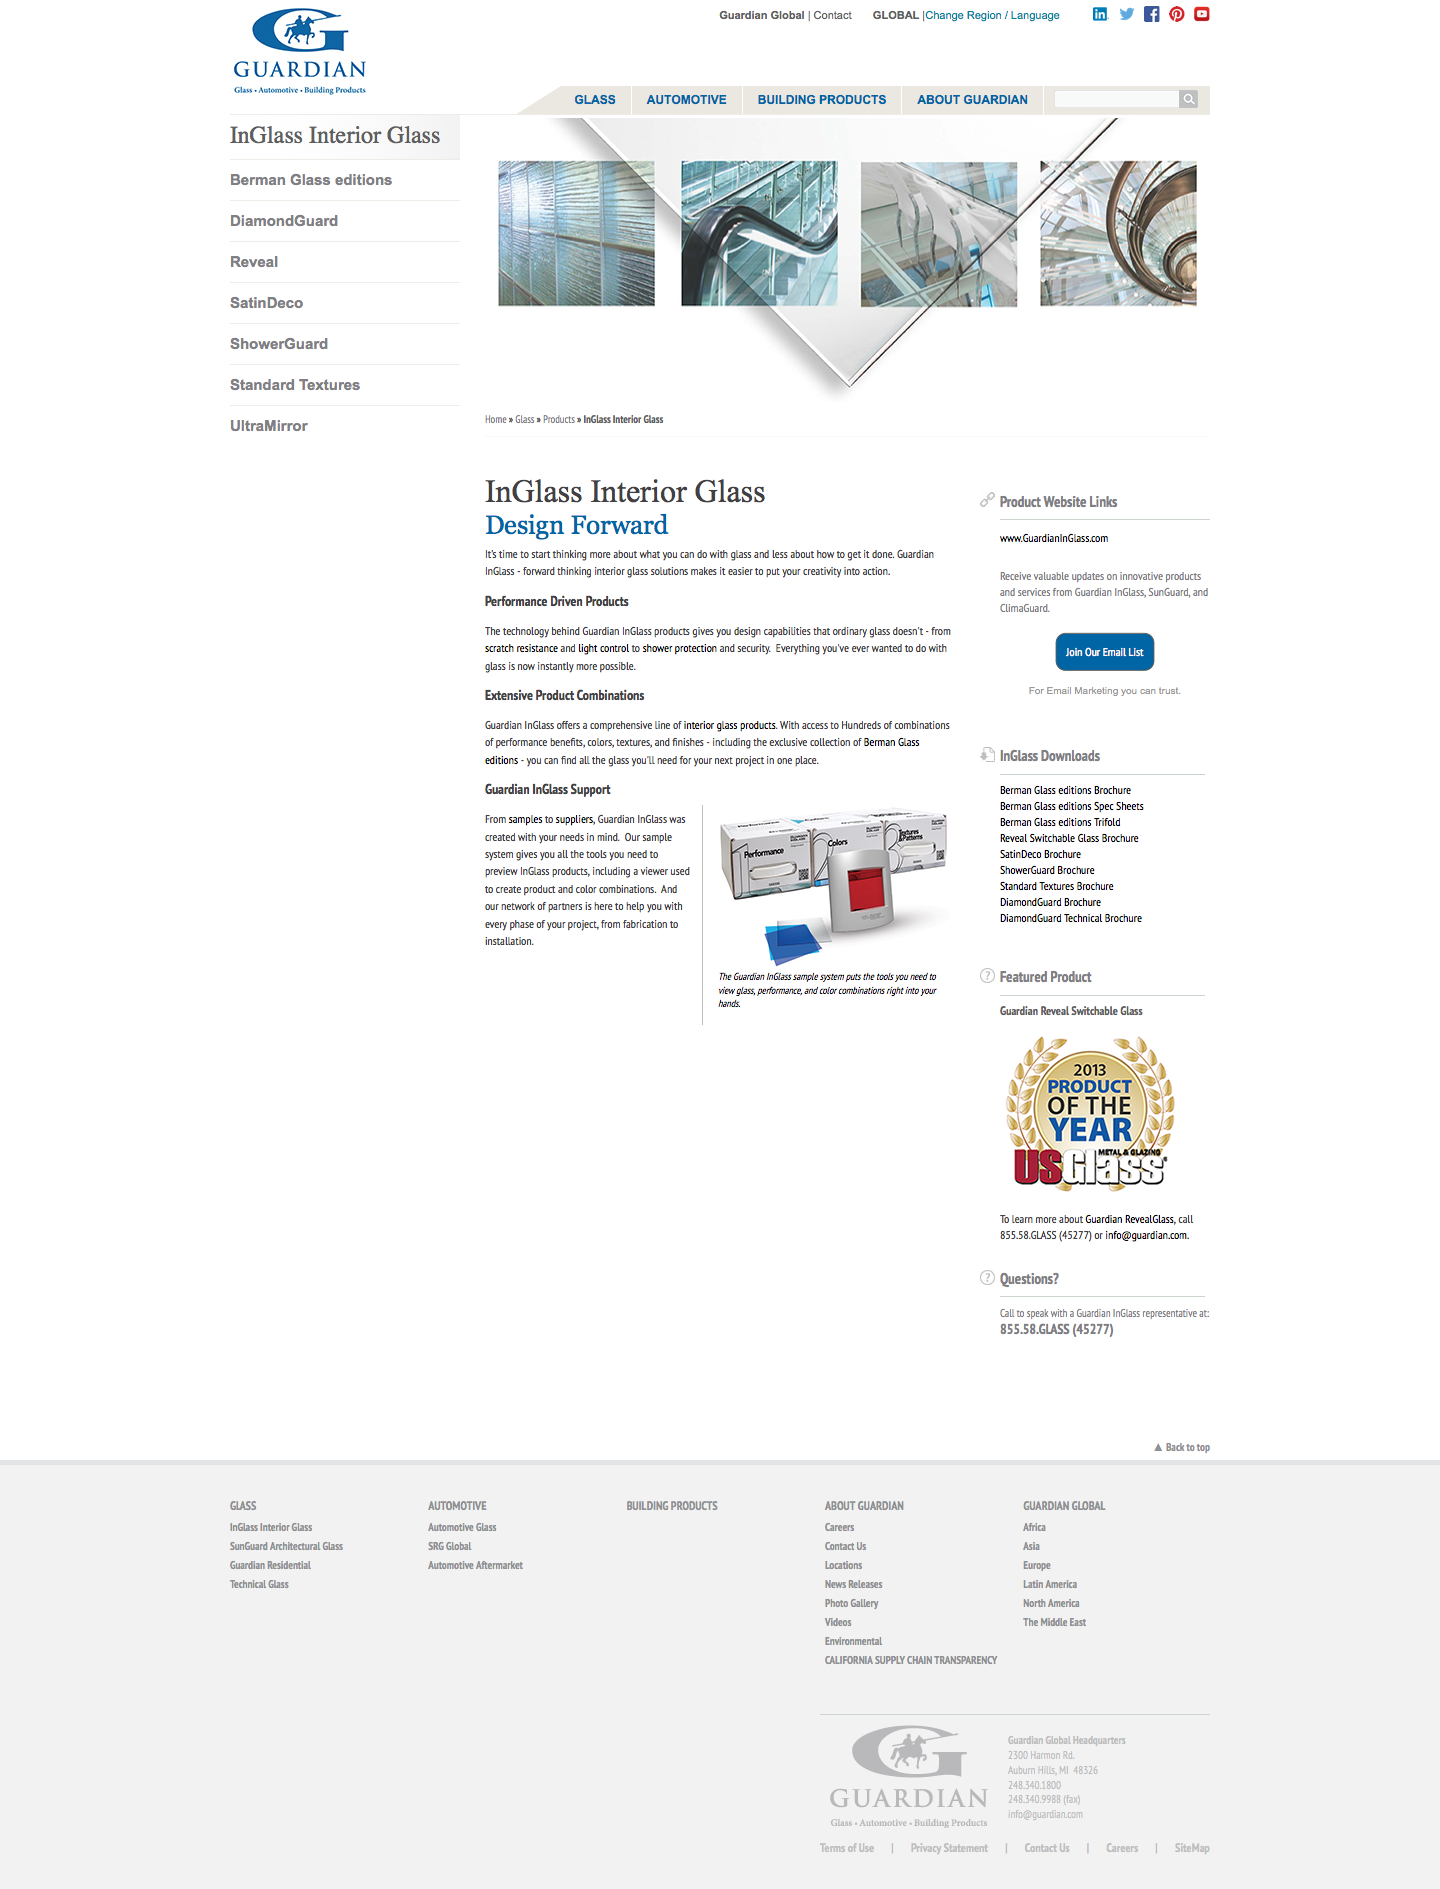 Guardian Global | Contact
GLOBAL |Change Region / Language
GUARDIAN
Glass • Automotive • Building Products
GLASS
AUTOMOTIVE
BUILDING PRODUCTS
ABOUT GUARDIAN
InGlass Interior Glass
Berman Glass editions
DiamondGuard
Reveal
SatinDeco
ShowerGuard
Standard Textures
UltraMirror
Home » Glass » Products » InGlass Interior Glass
InGlass Interior Glass
Design Forward
It's time to start thinking more about what you can do with glass and less about how to get it done. Guardian
InGlass - forward thinking interior glass solutions makes it easier to put your creativity into action.
Performance Driven Products
The technology behind Guardian InGlass products gives you design capabilities that ordinary glass doesn't - from
scratch resistance and light control to shower protection and security. Everything you've ever wanted to do with
glass is now instantly more possible.
Extensive Product Combinations
Guardian InGlass offers a comprehensive line of interior glass products. With access to Hundreds of combinations
of performance benefits, colors, textures, and finishes - including the exclusive collection of Berman Glass
editions - you can find all the glass you'll need for your next project in one place.
Guardian InGlass Support
From samples to suppliers, Guardian InGlass was
created with your needs in mind. Our sample
system gives you all the tools you need to
preview InGlass products, including a viewer used
to create product and color combinations. And
our network of partners is here to help you with
every phase of your project, from fabrication to
installation.
Performance
Colors
Textures
& Patterns
The Guardian InGlass sample system puts the tools you need to
view glass, performance, and color combinations right into your
hands.
Product Website Links
www.GuardianInGlass.com
Receive valuable updates on innovative products
and services from Guardian InGlass, SunGuard, and
ClimaGuard.
Join Our Email List
For Email Marketing you can trust.
InGlass Downloads
Berman Glass editions Brochure
Berman Glass editions Spec Sheets
Berman Glass editions Trifold
Reveal Switchable Glass Brochure
SatinDeco Brochure
ShowerGuard Brochure
Standard Textures Brochure
DiamondGuard Brochure
DiamondGuard Technical Brochure
Featured Product
Guardian Reveal Switchable Glass
2013
PRODUCT
OF THE
YEAR
METAL & GLAZING
USGlass
To learn more about Guardian RevealGlass, call
855.58.GLASS (45277) or info@guardian.com.
Questions?
Call to speak with a Guardian InGlass representative at:
855.58.GLASS (45277)
▲ Back to top
GLASS
InGlass Interior Glass
SunGuard Architectural Glass
Guardian Residential
Technical Glass
AUTOMOTIVE
Automotive Glass
SRG Global
Automotive Aftermarket
BUILDING PRODUCTS
ABOUT GUARDIAN
Careers
Contact Us
Locations
News Releases
Photo Gallery
Videos
Environmental
CALIFORNIA SUPPLY CHAIN TRANSPARENCY
GUARDIAN GLOBAL
Africa
Asia
Europe
Latin America
North America
The Middle East
GUARDIAN
Glass • Automotive • Building Products
Guardian Global Headquarters
2300 Harmon Rd.
Auburn Hills, MI 48326
248.340.1800
248.340.9988 (fax)
info@guardian.com
Terms of Use | Privacy Statement | Contact Us | Careers | SiteMap